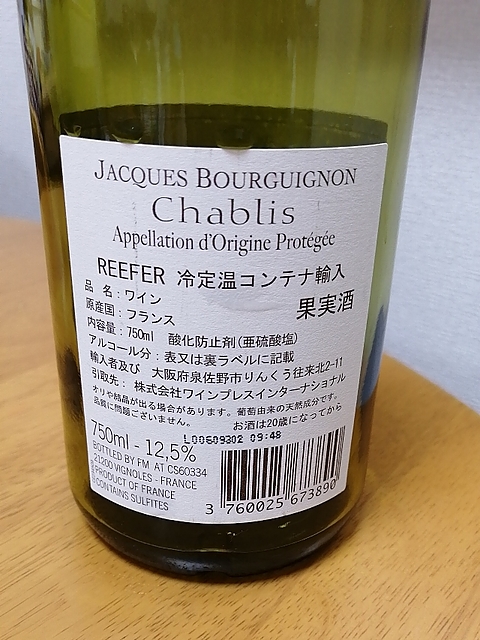 JACQUES BOURGUIGNON
Chablis
Appellation d'Origine Protégée
REEFER 冷定温コンテナ輸入
果実酒
品 名：ワイン
原産国：フランス
内容量：750ml 酸化防止剤(亜硫酸塩)
アルコール分：表又は裏ラベルに記載
輸入者及び 大阪府泉佐野市りんくう往来北2-11
引取先： 株式会社ワインプレスインターナショナル
オリや結晶が出る場合があります。葡萄由来の天然成分です。
品質に問題ございません。 お酒は20歳になってから
L00609302 09:48
750ml - 12,5%
BOTTLED BY FM AT CS60334
21200 VIGNOLES - FRANCE
PRODUCT OF FRANCE
CONTAINS SULFITES
3 760025 673890